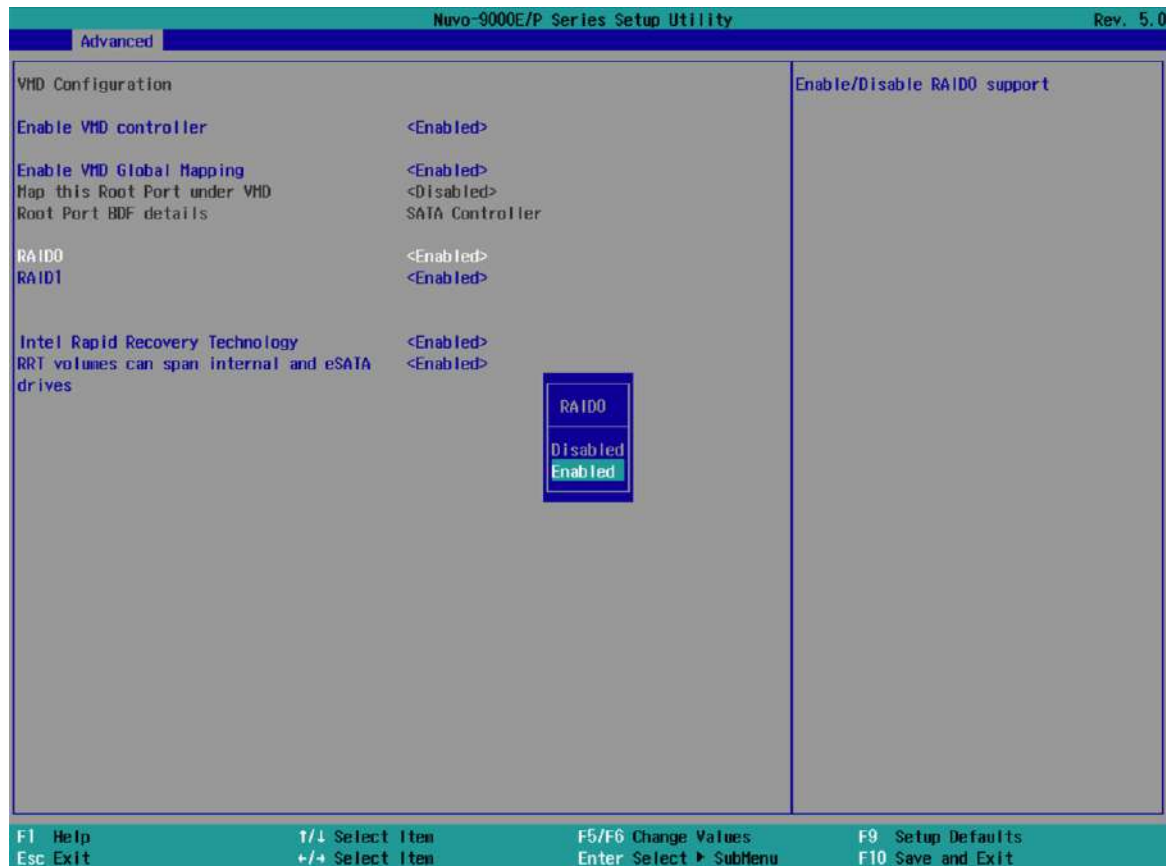 Nuvo-9000E/P Series Setup Utility Rev. 5.0
Advanced
VMD Configuration
Enable/Disable RAID0 support
Enable VMD controller <Enabled>
Enable VMD Global Mapping <Enabled>
Map this Root Port under VMD <Disabled>
Root Port BDF details SATA Controller
RAID0 <Enabled>
RAID1 <Enabled>
Intel Rapid Recovery Technology <Enabled>
RRT volumes can span internal and eSATA <Enabled>
drives
RAID0
Disabled
Enabled
F1 Help ↑/↓ Select Item F5/F6 Change Values F9 Setup Defaults
Esc Exit ←/→ Select Item Enter Select ▶ SubMenu F10 Save and Exit